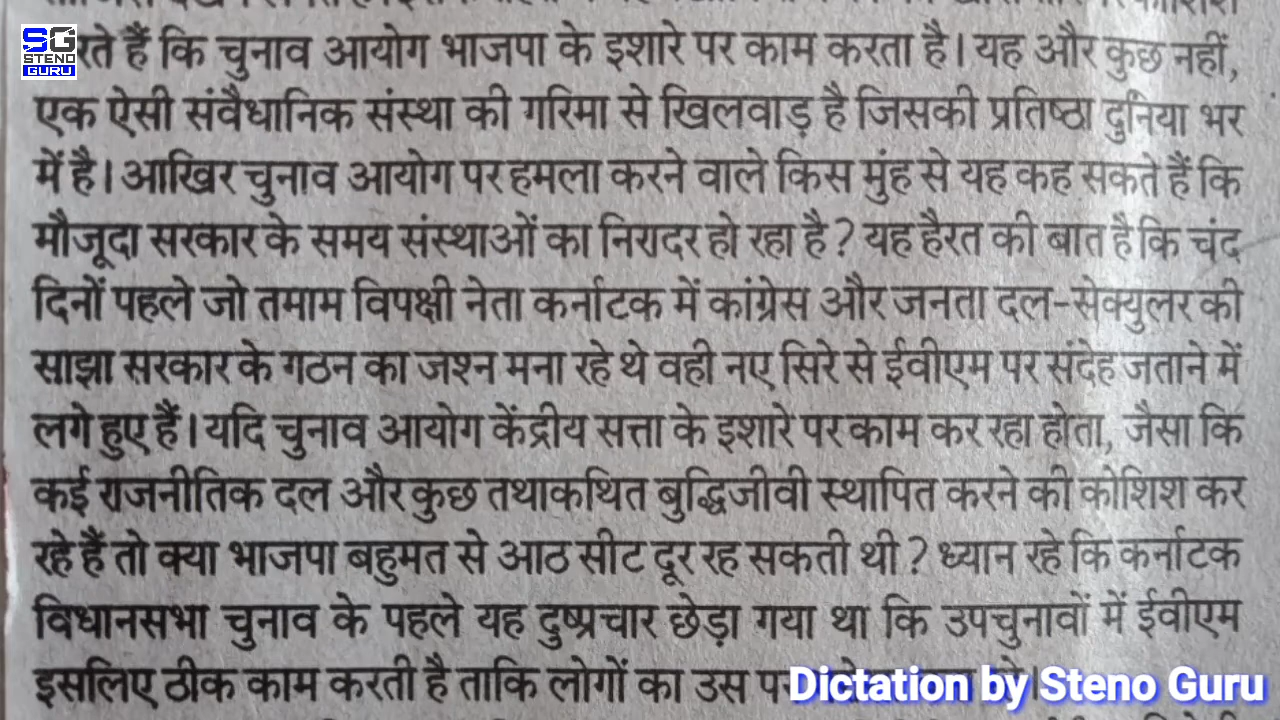 SG
STENO
GURU
रते हैं कि चुनाव आयोग भाजपा के इशारे पर काम करता है। यह और कुछ नहीं,
एक ऐसी संवैधानिक संस्था की गरिमा से खिलवाड़ है जिसकी प्रतिष्ठा दुनिया भर
में है। आखिर चुनाव आयोग पर हमला करने वाले किस मुंह से यह कह सकते हैं कि
मौजूदा सरकार के समय संस्थाओं का निरादर हो रहा है? यह हैरत की बात है कि चंद
दिनों पहले जो तमाम विपक्षी नेता कर्नाटक में कांग्रेस और जनता दल-सेक्युलर की
साझा सरकार के गठन का जश्न मना रहे थे वही नए सिरे से ईवीएम पर संदेह जताने में
लगे हुए हैं। यदि चुनाव आयोग केंद्रीय सत्ता के इशारे पर काम कर रहा होता, जैसा कि
कई राजनीतिक दल और कुछ तथाकथित बुद्धिजीवी स्थापित करने की कोशिश कर
रहे हैं तो क्या भाजपा बहुमत से आठ सीट दूर रह सकती थी? ध्यान रहे कि कर्नाटक
विधानसभा चुनाव के पहले यह दुष्प्रचार छेड़ा गया था कि उपचुनावों में ईवीएम
इसलिए ठीक काम करती है ताकि लोगों का उस
Dictation by Steno Guru